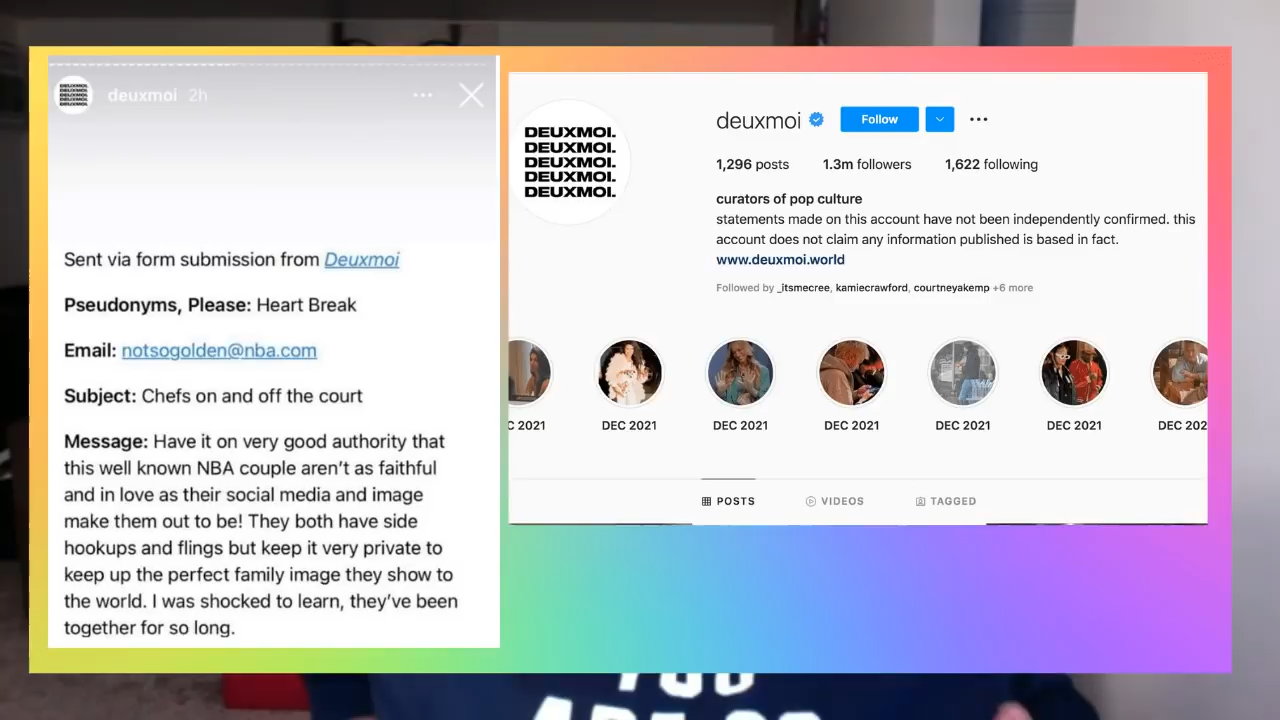 deuxmoi 2h
Sent via form submission from Deuxmoi
Pseudonyms, Please: Heart Break
Email: notsogolden@nba.com
Subject: Chefs on and off the court
Message: Have it on very good authority that
this well known NBA couple aren't as faithful
and in love as their social media and image
make them out to be! They both have side
hookups and flings but keep it very private to
keep up the perfect family image they show to
the world. I was shocked to learn, they've been
together for so long.
DEUXMOI.
DEUXMOI.
DEUXMOI.
DEUXMOI.
DEUXMOI.
deuxmoi Follow
1,296 posts 1.3m followers 1,622 following
curators of pop culture
statements made on this account have not been independently confirmed. this
account does not claim any information published is based in fact.
www.deuxmoi.world
Followed by _itsmecree, kamiecrawford, courtneyakemp +6 more
C 2021 DEC 2021 DEC 2021 DEC 2021 DEC 2021 DEC 2021 DEC 202
POSTS VIDEOS TAGGED
YOU